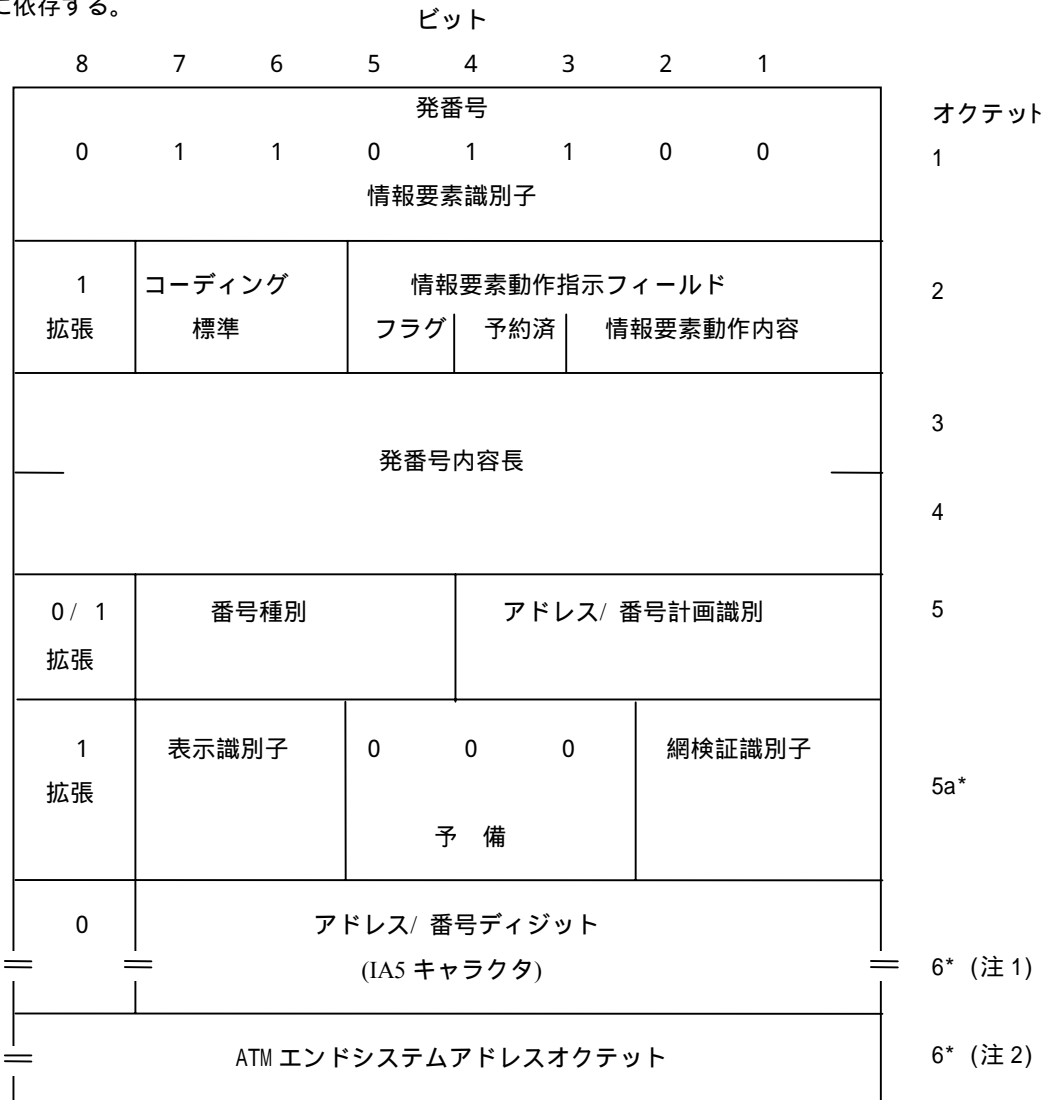 に依存する。
ビット
8 7 6 5 4 3 2 1
発番号
オクテット
0 1 1 0 1 1 0 0
1
情報要素識別子
1 コーディング 情報要素動作指示フィールド
2
拡張 標準 フラグ 予約済 情報要素動作内容
3
発番号内容長
4
0/ 1 番号種別 アドレス/ 番号計画識別 5
拡張
1 表示識別子 0 0 0 網検証識別子
拡張
5a*
予 備
0 アドレス/ 番号ディジット
(IA5 キャラクタ) 6* (注 1)
ATM エンドシステムアドレスオクテット 6* (注 2)